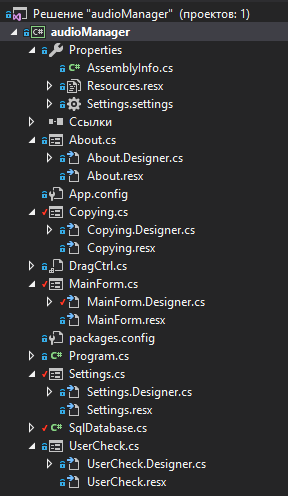 Решение "audioManager" (проектов: 1)
C# audioManager
Properties
C# AssemblyInfo.cs
Resources.resx
Settings.settings
Ссылки
About.cs
About.Designer.cs
About.resx
App.config
Copying.cs
Copying.Designer.cs
Copying.resx
DragCtrl.cs
MainForm.cs
MainForm.Designer.cs
MainForm.resx
packages.config
C# Program.cs
Settings.cs
Settings.Designer.cs
Settings.resx
C# SqlDatabase.cs
UserCheck.cs
UserCheck.Designer.cs
UserCheck.resx